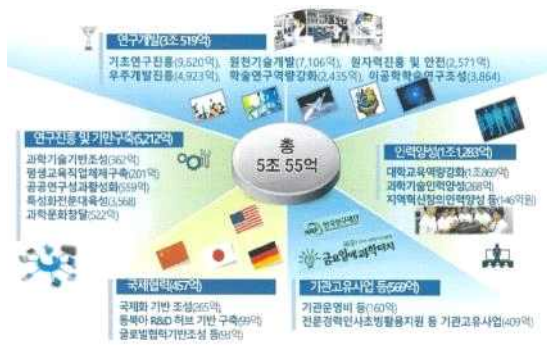 연구개발(3조 519억)
기초연구진흥(9,620억), 원천기술개발(7,106억), 원자력진흥 및 안전(2,571억)
우주개발진흥(4,923억), 학술연구역량강화(2,435억), 이공학학술연구조성(3,864)
연구진흥 및 기반구축(5,212억)
과학기술기반조성(362억)
평생교육직업체제구축(201억)
공공연구성과활성화(559억)
특성화전문대육성(3,568)
과학문화창달(522억)
총
5조 55억
인력양성(1조1,283억)
대학교육역량강화(1조869억)
과학기술인력양성(268억)
지역혁신창의인력양성 등(146억원)
한국연구재단
금요일에 과학터치
국제협력(457억)
국제화 기반 조성(265억)
동북아 R&D 허브 기반 구축(99억)
글로벌협력기반조성 등(93억)
기관고유사업 등(569억)
기관운영비 등(160억)
전문경력인사초빙활용지원 등 기관고유사업(409억)